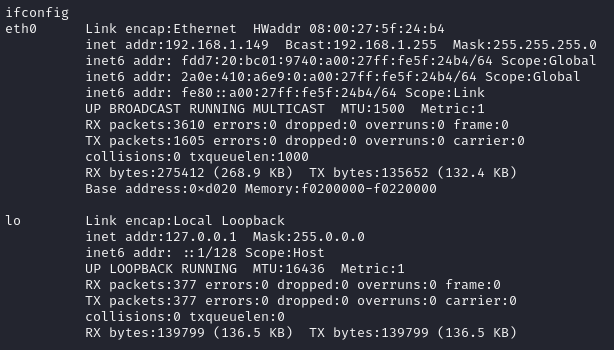 ifconfig
eth0      Link encap:Ethernet  HWaddr 08:00:27:5f:24:b4
          inet addr:192.168.1.149  Bcast:192.168.1.255  Mask:255.255.255.0
          inet6 addr: fdd7:20:bc01:9740:a00:27ff:fe5f:24b4/64 Scope:Global
          inet6 addr: 2a0e:410:a6e9:0:a00:27ff:fe5f:24b4/64 Scope:Global
          inet6 addr: fe80::a00:27ff:fe5f:24b4/64 Scope:Link
          UP BROADCAST RUNNING MULTICAST  MTU:1500  Metric:1
          RX packets:3610 errors:0 dropped:0 overruns:0 frame:0
          TX packets:1605 errors:0 dropped:0 overruns:0 carrier:0
          collisions:0 txqueuelen:1000
          RX bytes:275412 (268.9 KB)  TX bytes:135652 (132.4 KB)
          Base address:0xd020 Memory:f0200000-f0220000

lo        Link encap:Local Loopback
          inet addr:127.0.0.1  Mask:255.0.0.0
          inet6 addr: ::1/128 Scope:Host
          UP LOOPBACK RUNNING  MTU:16436  Metric:1
          RX packets:377 errors:0 dropped:0 overruns:0 frame:0
          TX packets:377 errors:0 dropped:0 overruns:0 carrier:0
          collisions:0 txqueuelen:0
          RX bytes:139799 (136.5 KB)  TX bytes:139799 (136.5 KB)